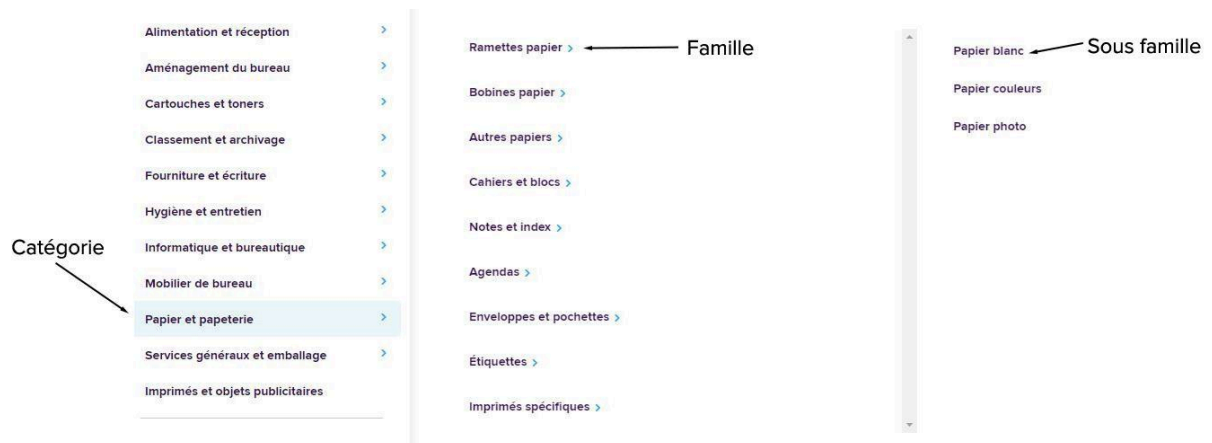 Alimentation et réception
Aménagement du bureau
Cartouches et toners
Classement et archivage
Fourniture et écriture
Hygiène et entretien
Informatique et bureautique
Mobilier de bureau
Papier et papeterie
Services généraux et emballage
Imprimés et objets publicitaires
Catégorie
Ramettes papier >
Bobines papier >
Autres papiers >
Cahiers et blocs >
Notes et index >
Agendas >
Enveloppes et pochettes >
Étiquettes >
Imprimés spécifiques >
Famille
Papier blanc
Papier couleurs
Papier photo
Sous famille